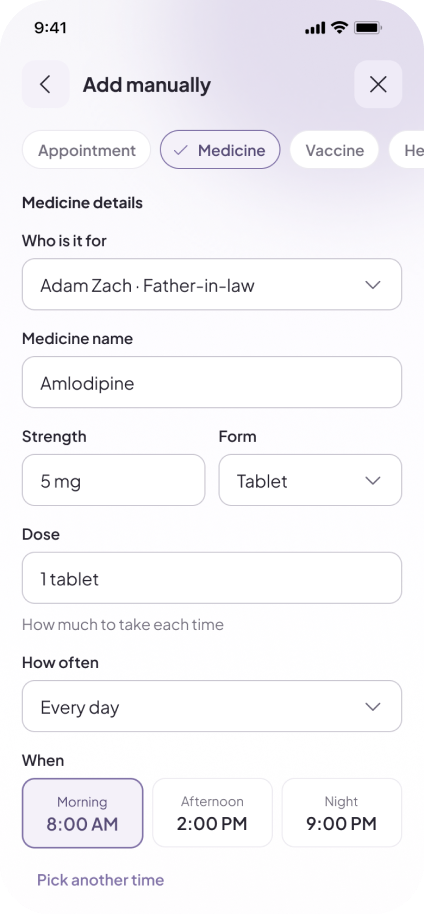 9:41
Add manually
Appointment
Medicine
Vaccine
He
Medicine details
Who is it for
Adam Zach · Father-in-law
Medicine name
Amlodipine
Strength
Form
5 mg
Tablet
Dose
1 tablet
How much to take each time
How often
Every day
When
Morning
8:00 AM
Afternoon
2:00 PM
Night
9:00 PM
Pick another time